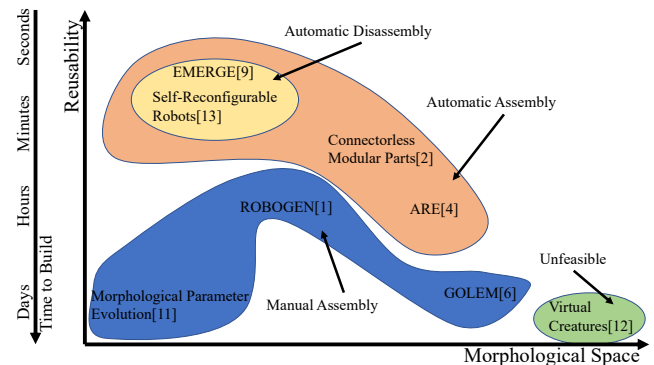 Seconds
Minutes
Hours
Days
Time to Build
Reusability
Automatic Disassembly
EMERGE[9]
Self-Reconfigurable
Robots[13]
Automatic Assembly
Connectorless
Modular Parts[2]
ROBOGEN[1]
ARE[4]
Unfeasible
Morphological Parameter
Evolution[11]
Manual Assembly
GOLEM[6]
Virtual
Creatures[12]
Morphological Space